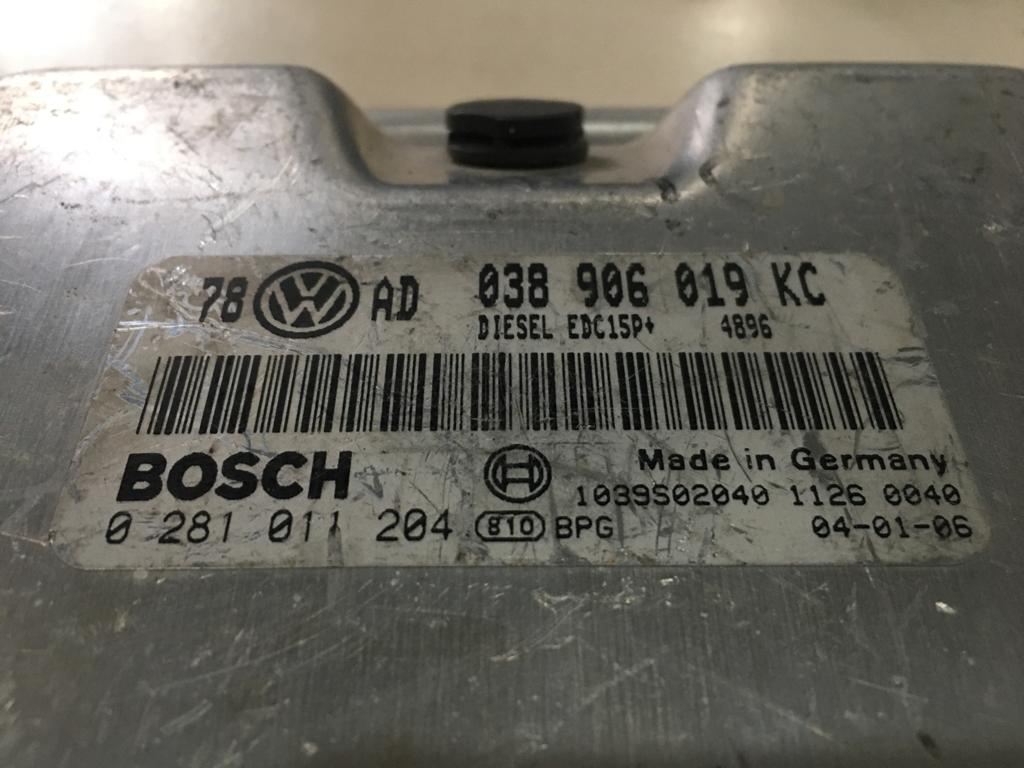 78 VW AD 038 906 019 KC
DIESEL EDC15P+ 4896
BOSCH Made in Germany
1039S02040 1126 0040
0 281 011 204 810 BPG 04-01-06